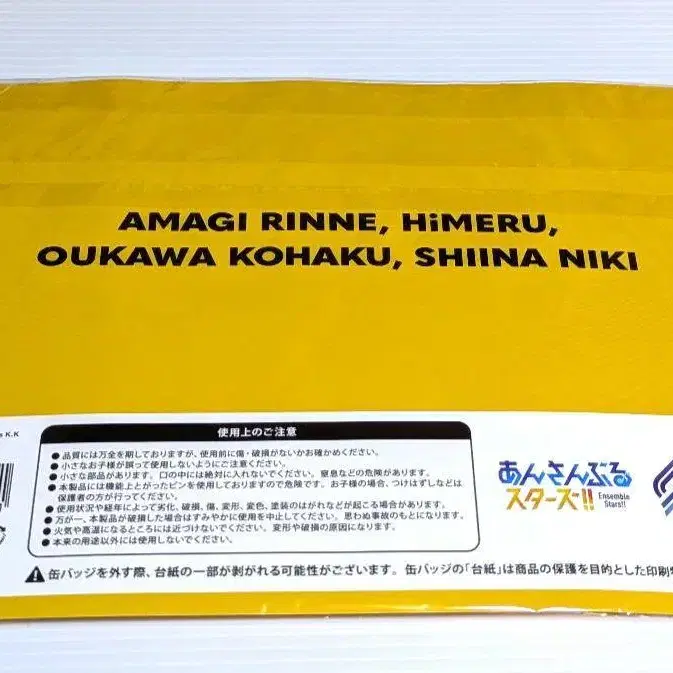 AMAGI RINNE, HiMERU,
OUKAWA KOHAKU, SHIINA NIKI
K.K
使用上のご注意
● 品質には万全を期しておりますが、使用前に傷・破損がないかお確かめください。
● 小さなお子様が誤って使用しないようにご注意ください。
● 小さな部品があります。口の中には絶対に入れないでください。窒息などの危険があります。
● 本製品には機能上とがったピンを使用しておりますので危険です。お子様の場合、つけはずしなどは
保護者の方が行ってください。
● 使用状況や経年によって劣化、破損、傷、変形、変色、塗装のはがれなどが起こる場合があります。
● 万が一、本製品が破損した場合はすみやかに使用を中止してください。思わぬ事故のもとになります。
● 火気や高温になるところには近づけないでください。変形や破損の原因になります。
● 本来の用途以外には使用しないでください。
あんさんぶる
スターズ!!
Ensemble
Stars!!
缶バッジを外す際、台紙の一部が剥がれる可能性がございます。缶バッジの「台紙」は商品の保護を目的とした印刷